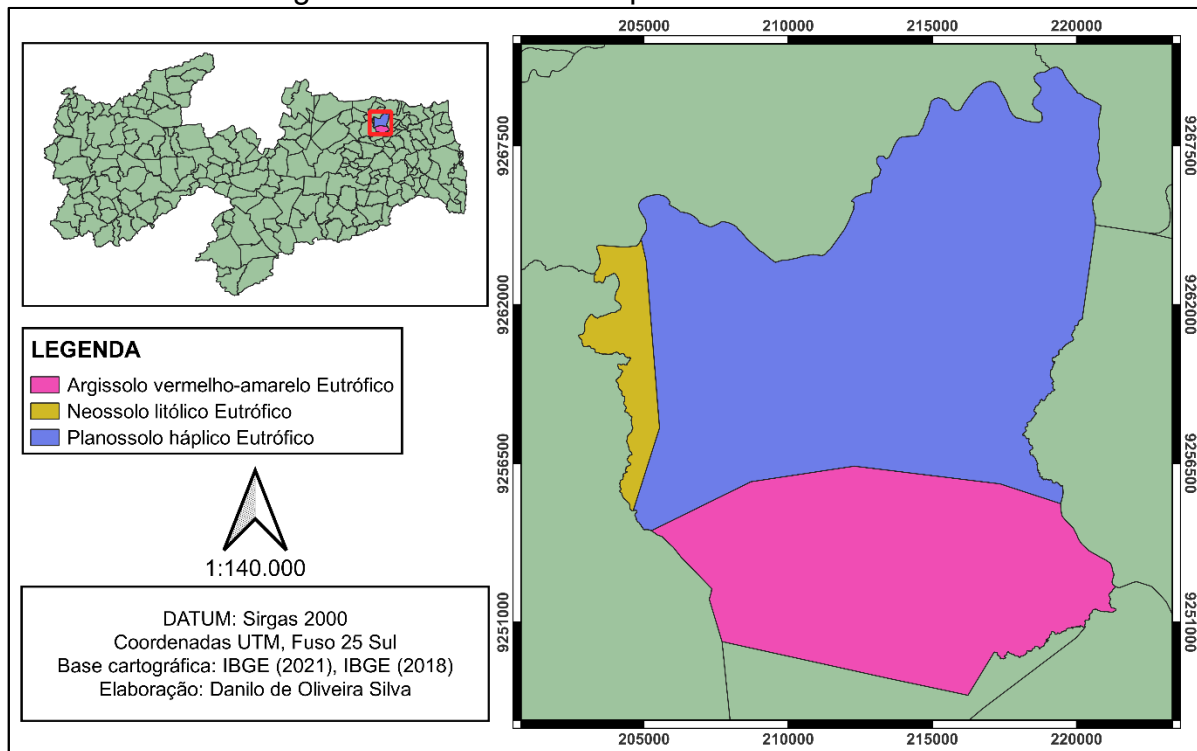 205000 210000 215000 220000
9267500
9262000
9256500
9251000
9267500
9262000
9256500
9251000
205000 210000 215000 220000
LEGENDA
Argissolo vermelho-amarelo Eutrófico
Neossolo litólico Eutrófico
Planossolo háplico Eutrófico
1:140.000
DATUM: Sirgas 2000
Coordenadas UTM, Fuso 25 Sul
Base cartográfica: IBGE (2021), IBGE (2018)
Elaboração: Danilo de Oliveira Silva